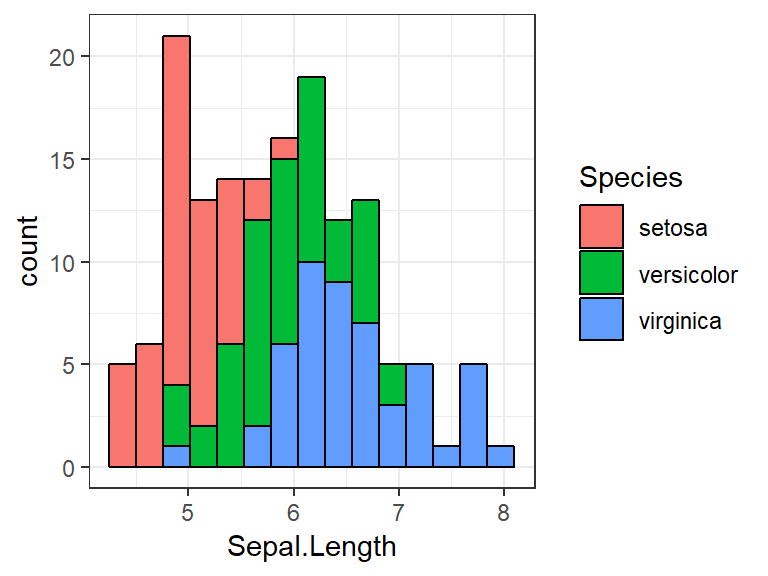 20
15
10
5
0
count
5 6 7 8
Sepal.Length
Species
setosa
versicolor
virginica